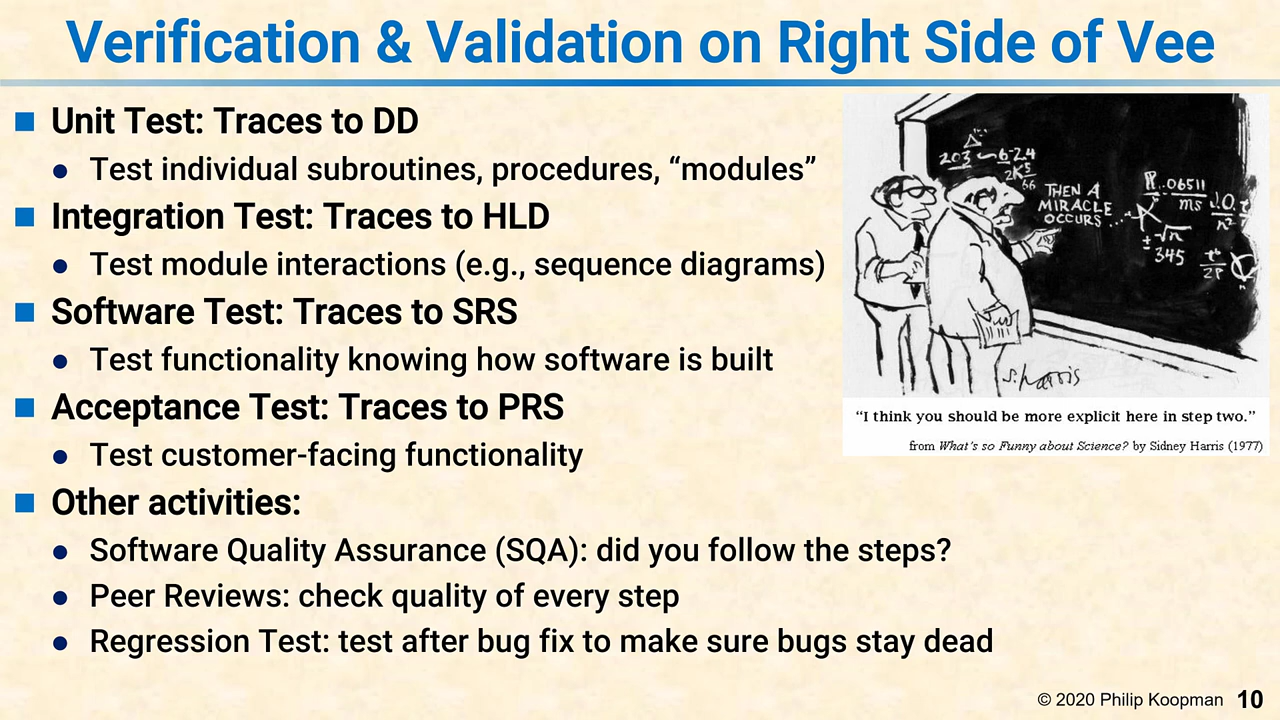 Verification & Validation on Right Side of Vee
Unit Test: Traces to DD
Test individual subroutines, procedures, “modules”
Integration Test: Traces to HLD
Test module interactions (e.g., sequence diagrams)
Software Test: Traces to SRS
Test functionality knowing how software is built
Acceptance Test: Traces to PRS
Test customer-facing functionality
Other activities:
Software Quality Assurance (SQA): did you follow the steps?
Peer Reviews: check quality of every step
Regression Test: test after bug fix to make sure bugs stay dead
THEN A
MIRACLE
OCCURS...
.06511
ms
345
S. Harris
“I think you should be more explicit here in step two.”
from What's so Funny about Science? by Sidney Harris (1977)
© 2020 Philip Koopman 10